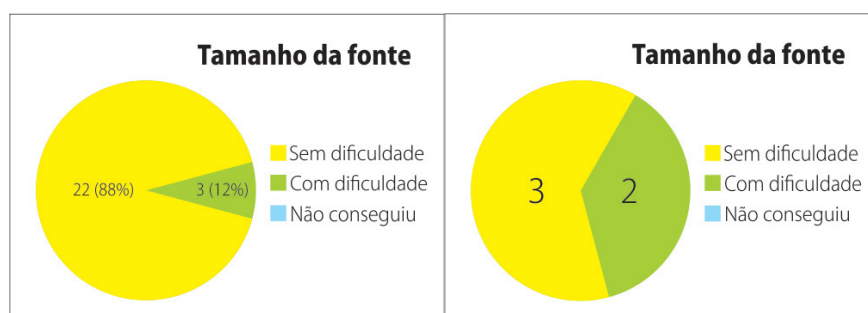 Tamanho da fonte
22 (88%)
3 (12%)
Sem dificuldade
Com dificuldade
Não conseguiu
Tamanho da fonte
3
2
Sem dificuldade
Com dificuldade
Não conseguiu